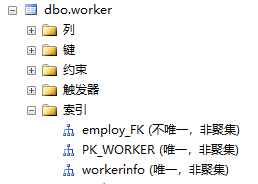 dbo.worker
列
键
约束
触发器
索引
employ_FK (不唯一，非聚集)
PK_WORKER (唯一，非聚集)
workerinfo (唯一，非聚集)